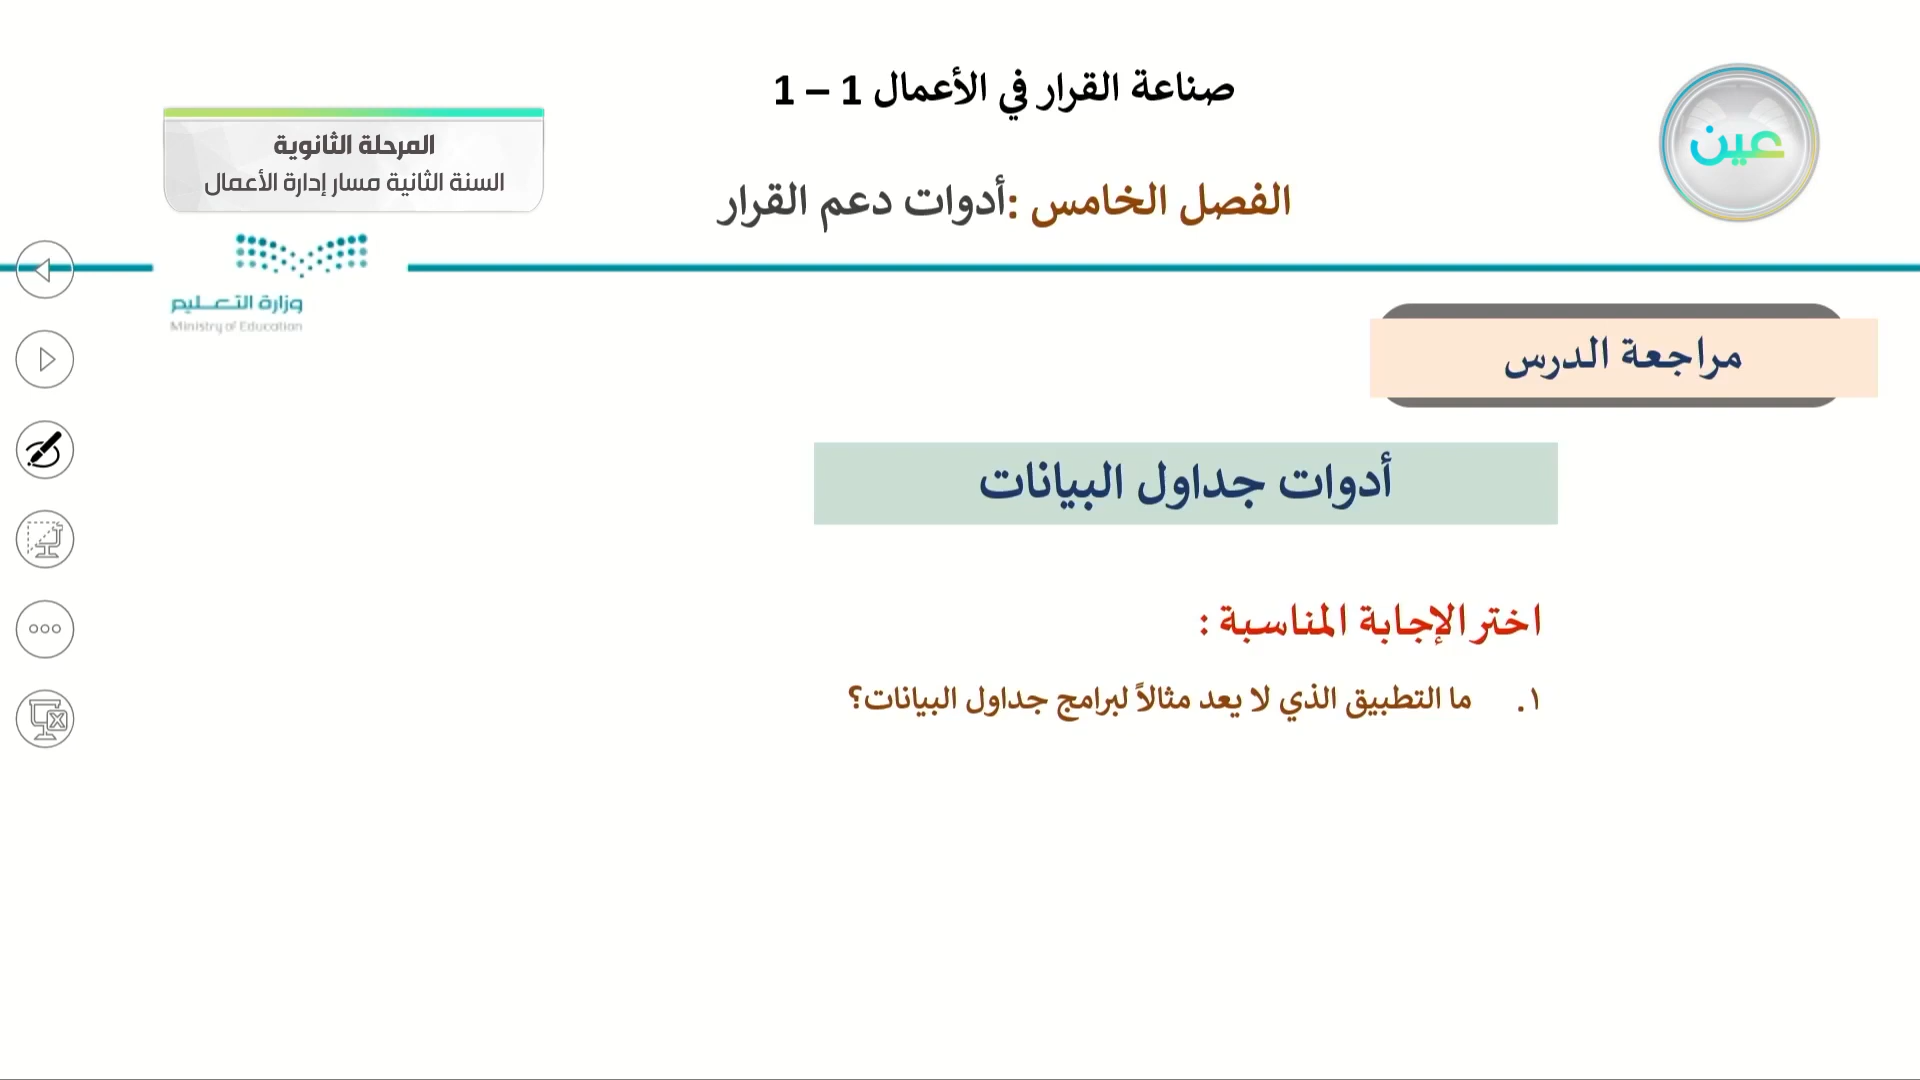 صناعة القرار في الأعمال 1 – 1
عين
المرحلة الثانوية
السنة الثانية مسار إدارة الأعمال
الفصل الخامس :أدوات دعم القرار
وزارة التعليم
Ministry of Education
مراجعة الدرس
أدوات جداول البيانات
اختر الإجابة المناسبة :
١. ما التطبيق الذي لا يعد مثالاً لبرامج جداول البيانات؟